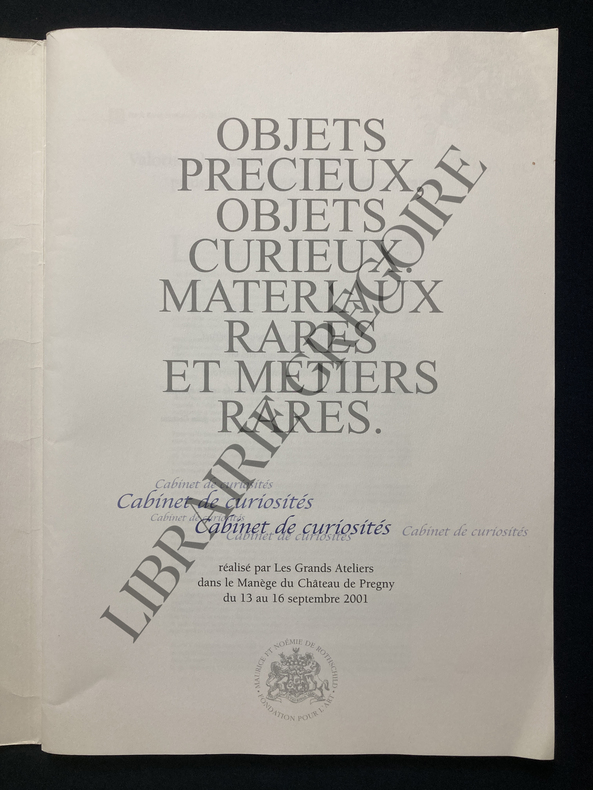 OBJETS
PRECIEUX,
OBJETS
CURIEUX.
MATERIAUX
RARES
ET METIERS
RARES.
Cabinet de curiosités
Cabinet de curiosités
Cabinet de curiosités
Cabinet de curiosités
Cabinet de curiosités
Cabinet de curiosités
réalisé par Les Grands Ateliers
dans le Manège du Château de Pregny
du 13 au 16 septembre 2001
MAURICE ET NOÉMIE DE ROTHSCHILD
• FONDATION POUR L'ART •
LIBRAIRIE GREGOIRE